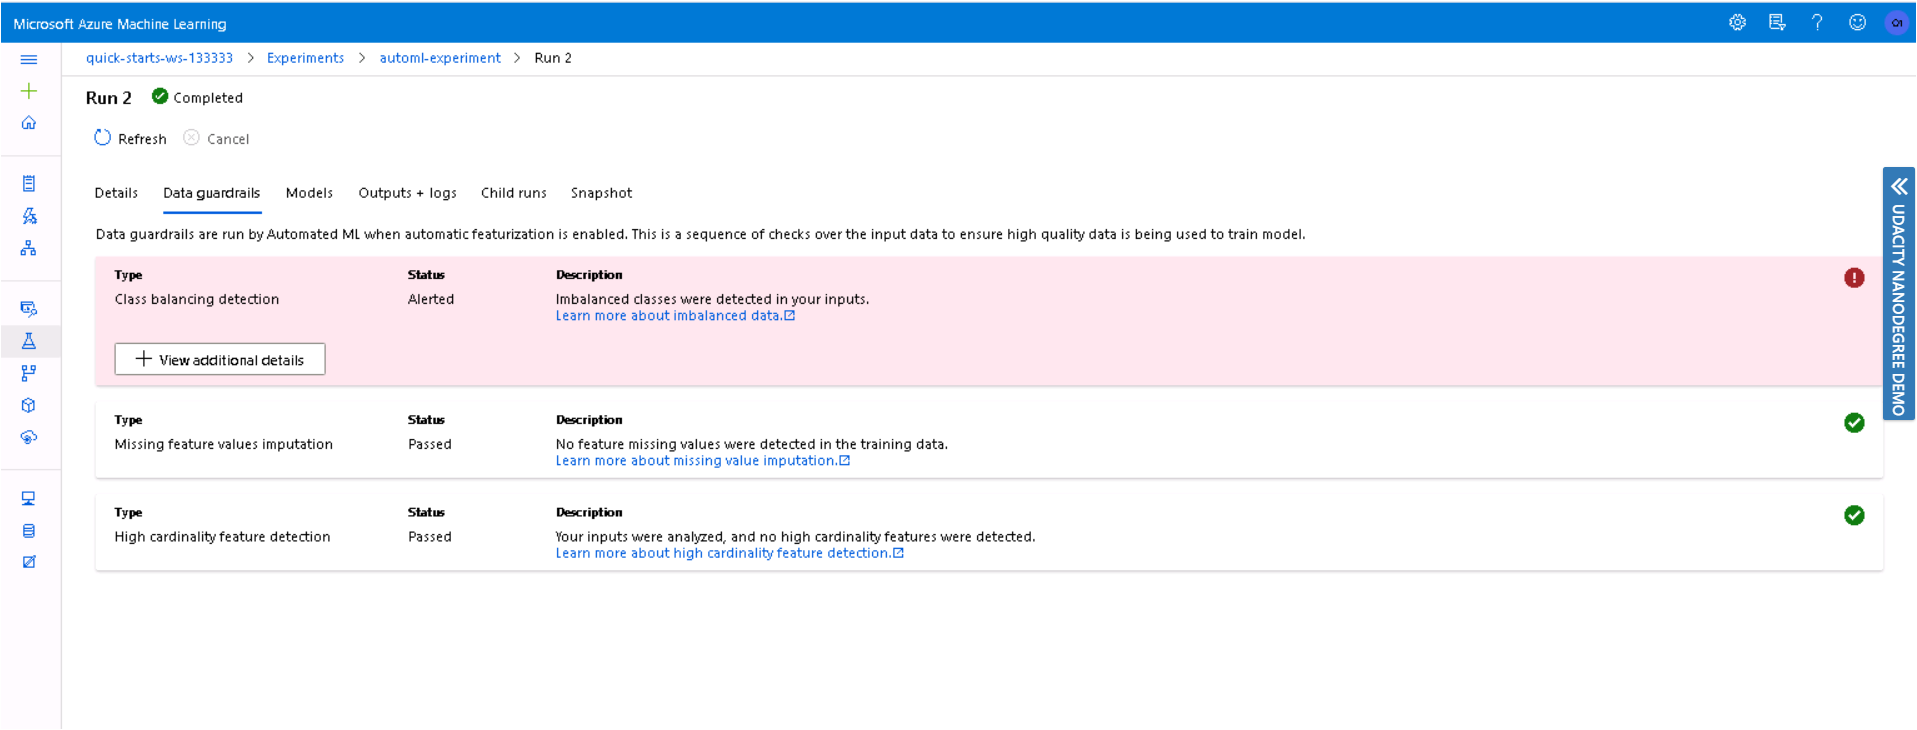 Microsoft Azure Machine Learning
quick-starts-ws-133333 > Experiments > automl-experiment > Run 2
Run 2 Completed
Refresh Cancel
Details Data guardrails Models Outputs + logs Child runs Snapshot
Data guardrails are run by Automated ML when automatic featurization is enabled. This is a sequence of checks over the input data to ensure high quality data is being used to train model.
Type Status Description
Class balancing detection Alerted Imbalanced classes were detected in your inputs.
Learn more about imbalanced data.
+ View additional details
Type Status Description
Missing feature values imputation Passed No feature missing values were detected in the training data.
Learn more about missing value imputation.
Type Status Description
High cardinality feature detection Passed Your inputs were analyzed, and no high cardinality features were detected.
Learn more about high cardinality feature detection.
UDACITY NANODEGREE DEMO